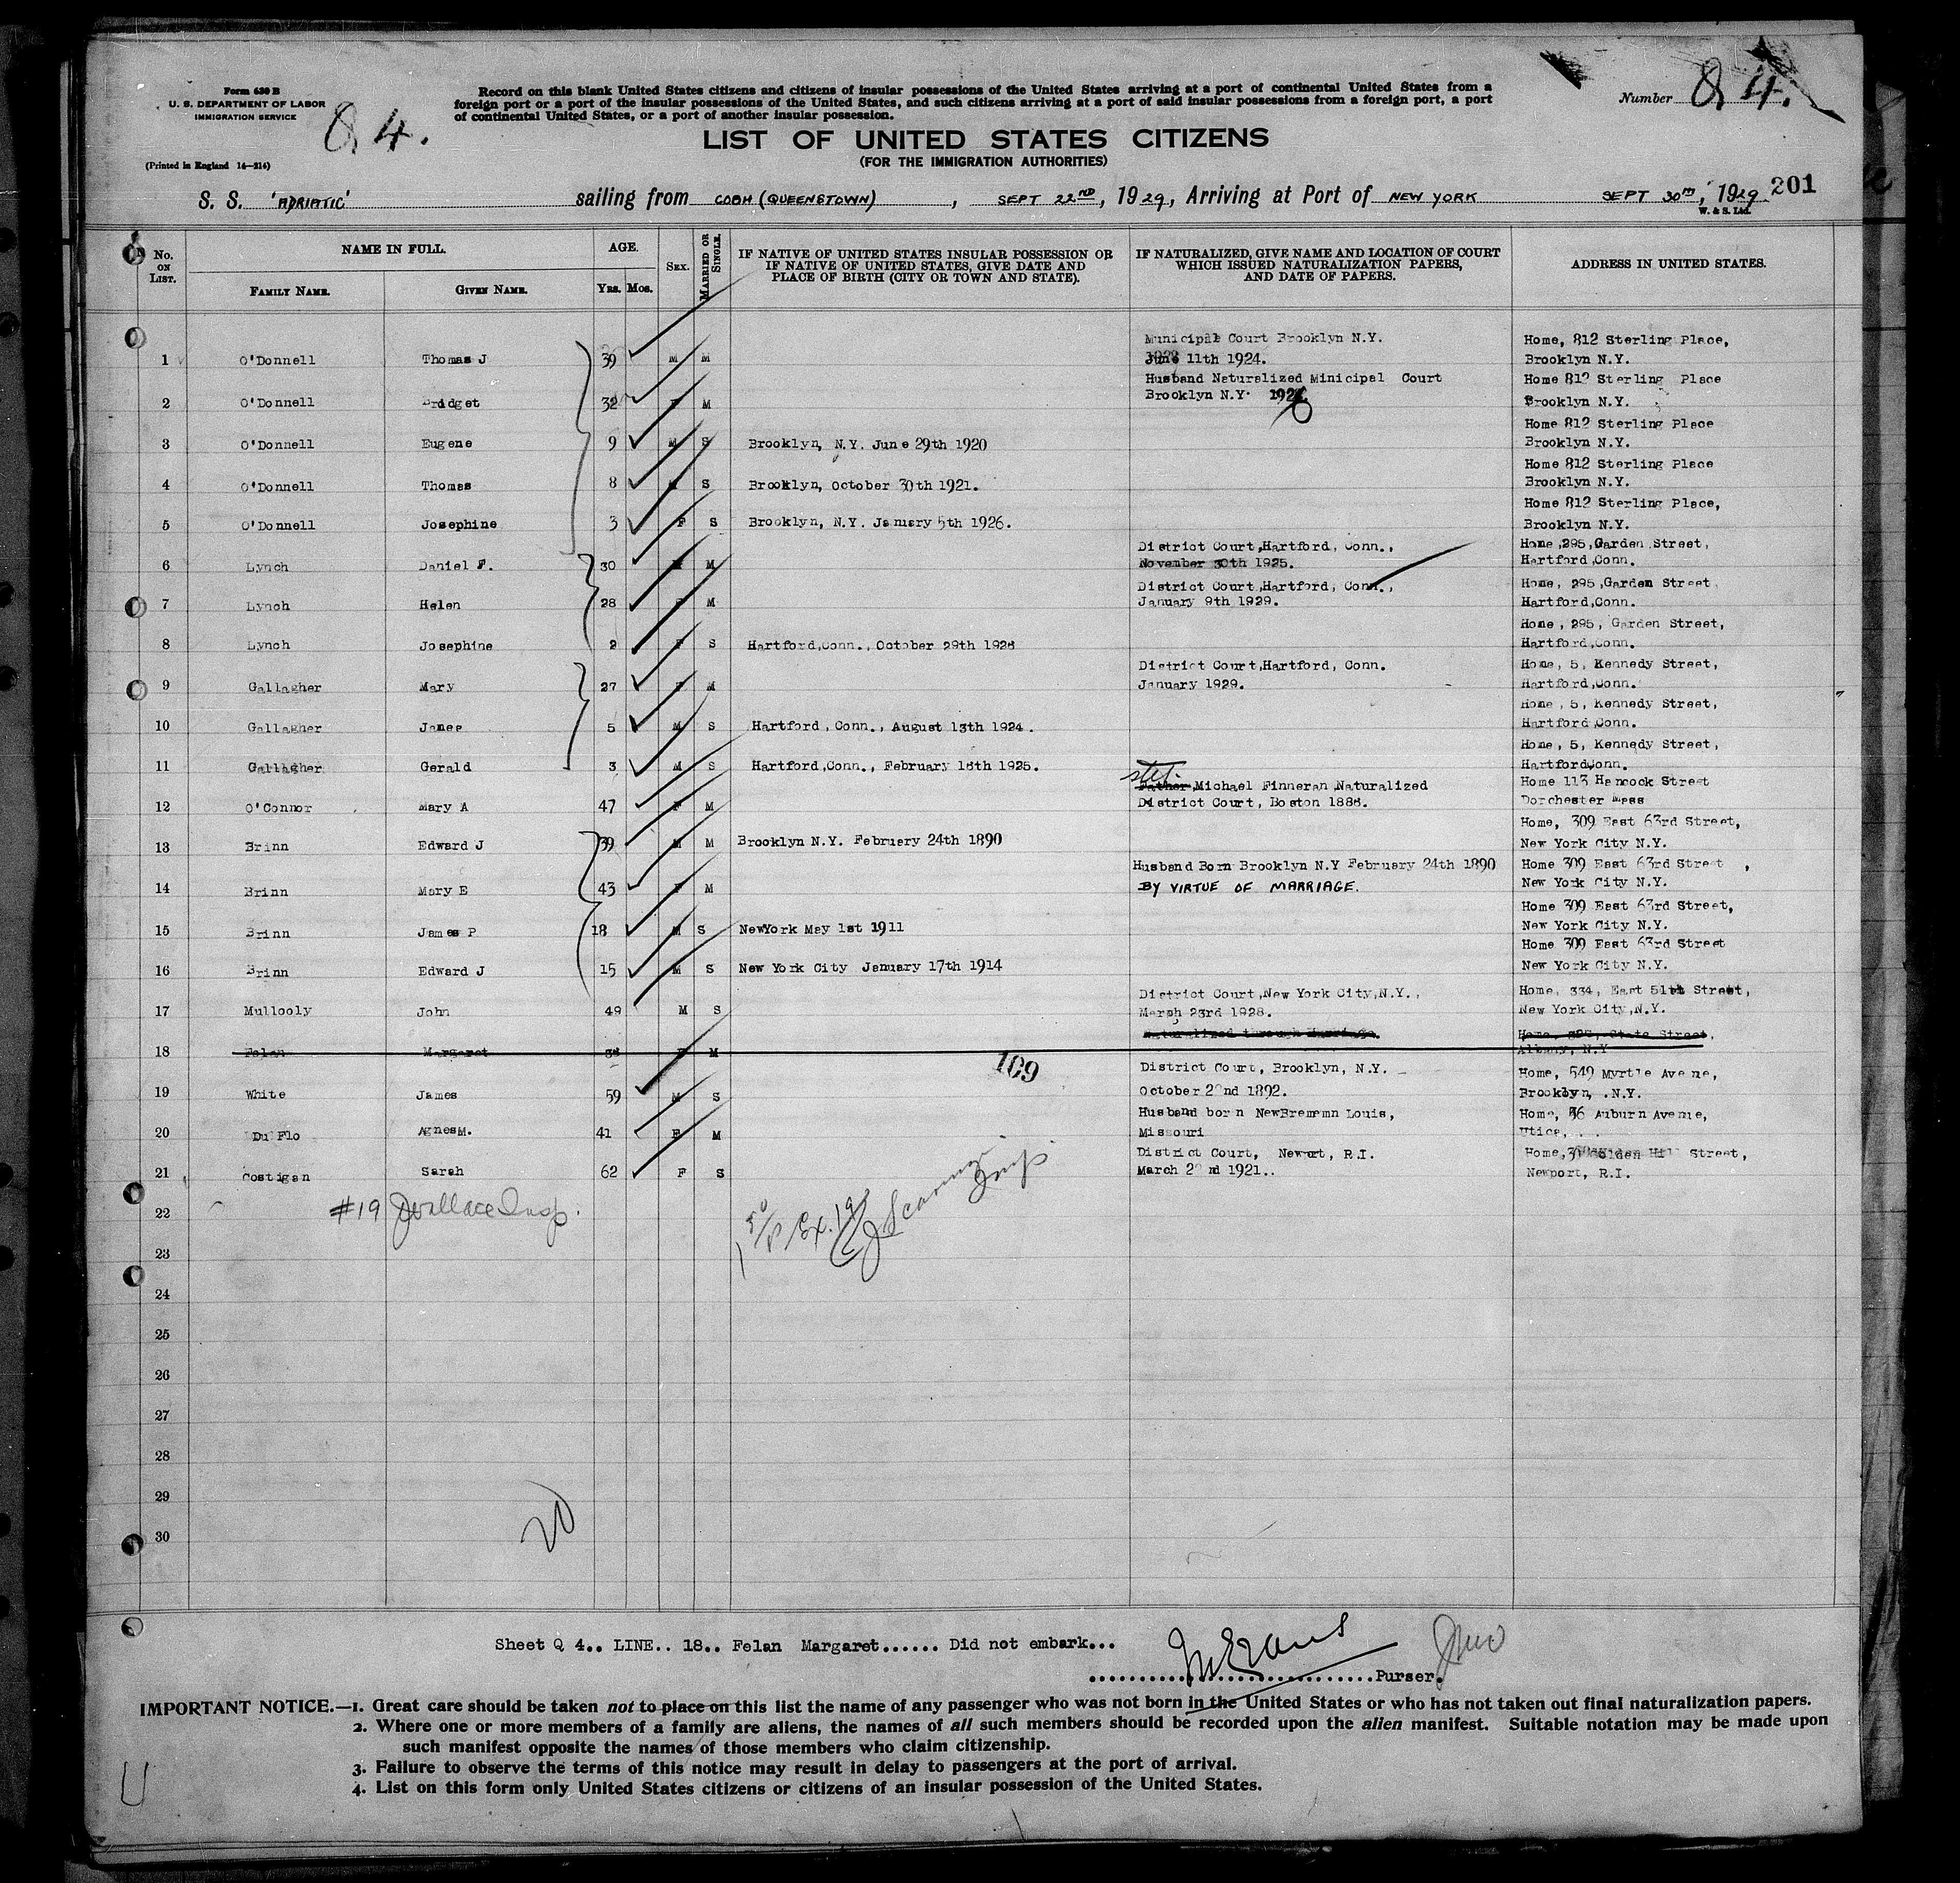 Form 630 B
U. S. DEPARTMENT OF LABOR
IMMIGRATION SERVICE
(Printed in England 14—214)
Q 4.
Record on this blank United States citizens and citizens of insular possessions of the United States arriving at a port of continental United States from a
foreign port or a port of the insular possessions of the United States, and such citizens arriving at a port of said insular possessions from a foreign port, a port
of continental United States, or a port of another insular possession.
Number Q 4.
LIST OF UNITED STATES CITIZENS
(FOR THE IMMIGRATION AUTHORITIES)
S. S. 'ADRIATIC' sailing from COBH (QUEENSTOWN), SEPT 22ND, 1929, Arriving at Port of NEW YORK SEPT 30TH, 1929 201
W. & S. Ltd.
No. ON LIST. NAME IN FULL. FAMILY NAME. GIVEN NAME. AGE. YRS. MOS. SEX. MARRIED OR SINGLE.
IF NATIVE OF UNITED STATES INSULAR POSSESSION OR
IF NATIVE OF UNITED STATES, GIVE DATE AND
PLACE OF BIRTH (CITY OR TOWN AND STATE).
IF NATURALIZED, GIVE NAME AND LOCATION OF COURT
WHICH ISSUED NATURALIZATION PAPERS,
AND DATE OF PAPERS.
ADDRESS IN UNITED STATES.
Municipal Court Brooklyn N.Y. Home, 812 Sterling Place,
1 O'Donnell Thomas J 39 M M June 11th 1924. Brooklyn N.Y.
Husband Naturalized Minicipal Court Home 812 Sterling Place
2 O'Donnell Bridget 32 F M Brooklyn N.Y. Brooklyn N.Y.
Home 812 Sterling Place
3 O'Donnell Eugene 9 M S Brooklyn, N.Y. June 29th 1920 Brooklyn N.Y.
Home 812 Sterling Place
4 O'Donnell Thomas 8 M S Brooklyn, October 30th 1921. Brooklyn N.Y.
Home 812 Sterling Place,
5 O'Donnell Josephine 3 F S Brooklyn, N.Y. January 5th 1926. Brooklyn N.Y.
District Court,Hartford, Conn., Home,295,Garden Street,
6 Lynch Daniel F. 30 M M November 30th 1925. Hartford,Conn.
District Court,Hartford, Conn., Home, 295,Garden Street
7 Lynch Helen 28 F M January 9th 1929. Hartford,Conn.
Home, 295, Garden Street,
8 Lynch Josephine 2 F S Hartford,Conn., October 29th 1926 Hartford,Conn.
District Court,Hartford, Conn. Home, 5, Kennedy Street,
9 Gallagher Mary 27 F M January 1929. Hartford,Conn.
Home, 5, Kennedy Street,
10 Gallagher James 5 M S Hartford, Conn., August 13th 1924. Hartford Conn.
Home, 5, Kennedy Street,
11 Gallagher Gerald 3 M S Hartford,Conn., February 16th 1925. HartfordConn.
stet.
Father,Michael Finneran Naturalized Home 113 Hancock Street
12 O'Connor Mary A 47 F M District Court, Boston 1886. Dorchester Mass
Home, 309 East 63rd Street,
13 Brinn Edward J 39 M M Brooklyn N.Y. February 24th 1890 New York City N.Y.
Husband Born Brooklyn N.Y February 24th 1890 Home 309 East 63rd Street ,
14 Brinn Mary E 43 F M BY VIRTUE OF MARRIAGE. New York City N.Y.
Home 309 East 63rd Street,
15 Brinn James P 18 M S NewYork May 1st 1911 New York City N.Y.
Home 309 East 63rd Street
16 Brinn Edward J 15 M S New York City January 17th 1914 New York City N.Y.
District Court,New York City,N.Y., Home, 334, East 51th Street,
17 Mullooly John 49 M S March 23rd 1928. New York City,N.Y.
Naturalized through Marriage. Home, State Street,
18 Felan Margaret F M Albany, N.Y
109
District Court, Brooklyn, N.Y. Home, 549 Myrtle Avenue,
19 White James 59 M S October 22nd 1892. Brooklyn, .N.Y.
Husband born NewBrememn Louis, Home, 56 Auburn Avenue,
20 Du Flo AgnesM. 41 F M Missouri Utica, . .
District Court, Newport, R.I. Home, Golden Hill Street,
21 Costigan Sarah 62 F S March 22nd 1921.. Newport, R.I.
22 #19 JWallace Insp.
23
24
25
26
27
28
29
30
20
Sheet Q 4.. LINE.. 18.. Felan Margaret...... Did not embark...
Purser.
IMPORTANT NOTICE.—1. Great care should be taken not to place on this list the name of any passenger who was not born in the United States or who has not taken out final naturalization papers.
2. Where one or more members of a family are aliens, the names of all such members should be recorded upon the alien manifest. Suitable notation may be made upon
such manifest opposite the names of those members who claim citizenship.
3. Failure to observe the terms of this notice may result in delay to passengers at the port of arrival.
4. List on this form only United States citizens or citizens of an insular possession of the United States.